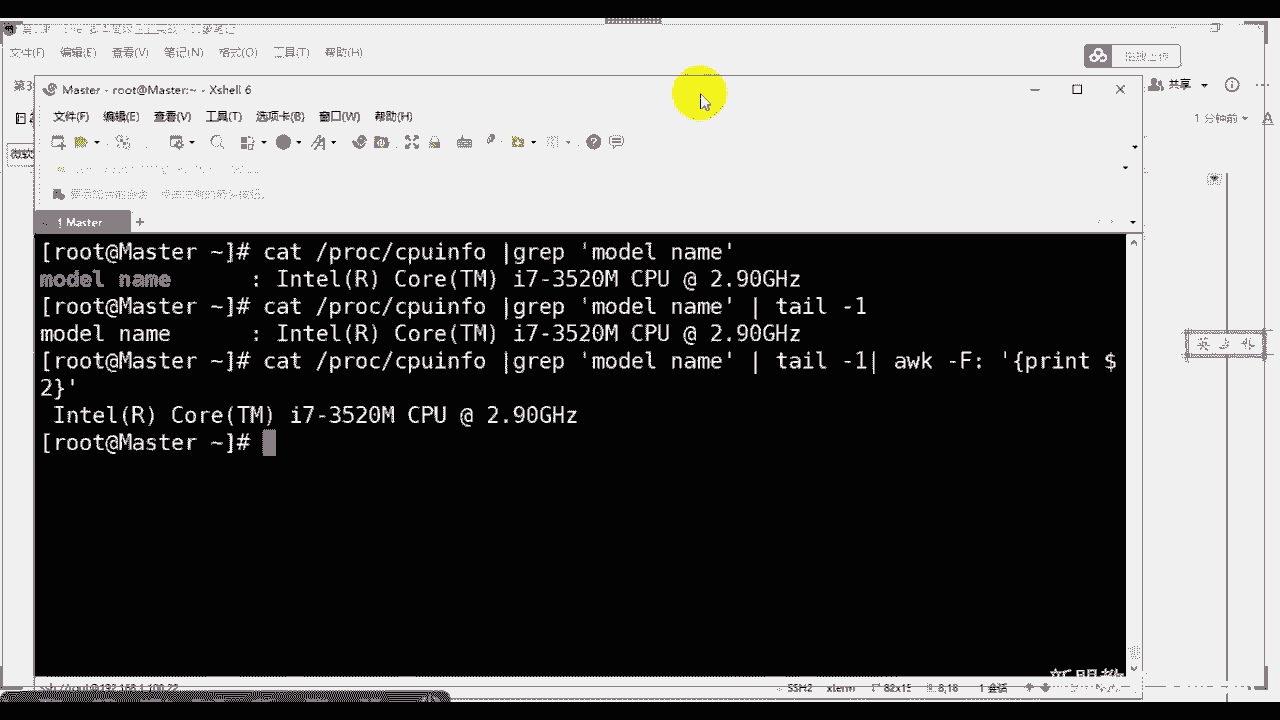 文件(F) 编辑(E) 查看(V) 笔记(N) 格式(O) 工具(T) 帮助(H)
共享
1 分钟前
Master - root@Master:~ - Xshell 6
文件(F) 编辑(E) 查看(V) 工具(T) 选项卡(B) 窗口(W) 帮助(H)
1 Master
[root@Master ~]# cat /proc/cpuinfo |grep 'model name'
model name : Intel(R) Core(TM) i7-3520M CPU @ 2.90GHz
[root@Master ~]# cat /proc/cpuinfo |grep 'model name' | tail -1
model name : Intel(R) Core(TM) i7-3520M CPU @ 2.90GHz
[root@Master ~]# cat /proc/cpuinfo |grep 'model name' | tail -1| awk -F: '{print $
2}'
Intel(R) Core(TM) i7-3520M CPU @ 2.90GHz
[root@Master ~]#
SSH2 xterm 82x15 8,18 1 会话